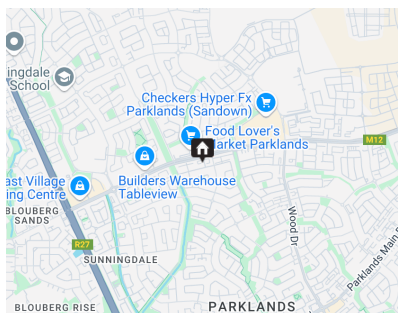 ingdale
School
Checkers Hyper Fx
Parklands (Sandown)
Food Lover's
arket Parklands
M12
ast Village
ing Centre
Builders Warehouse
Tableview
BLOUBERG
SANDS
R27
SUNNINGDALE
Wood Dr
Parklands Main
BLOUBERG RISE
PARKLANDS